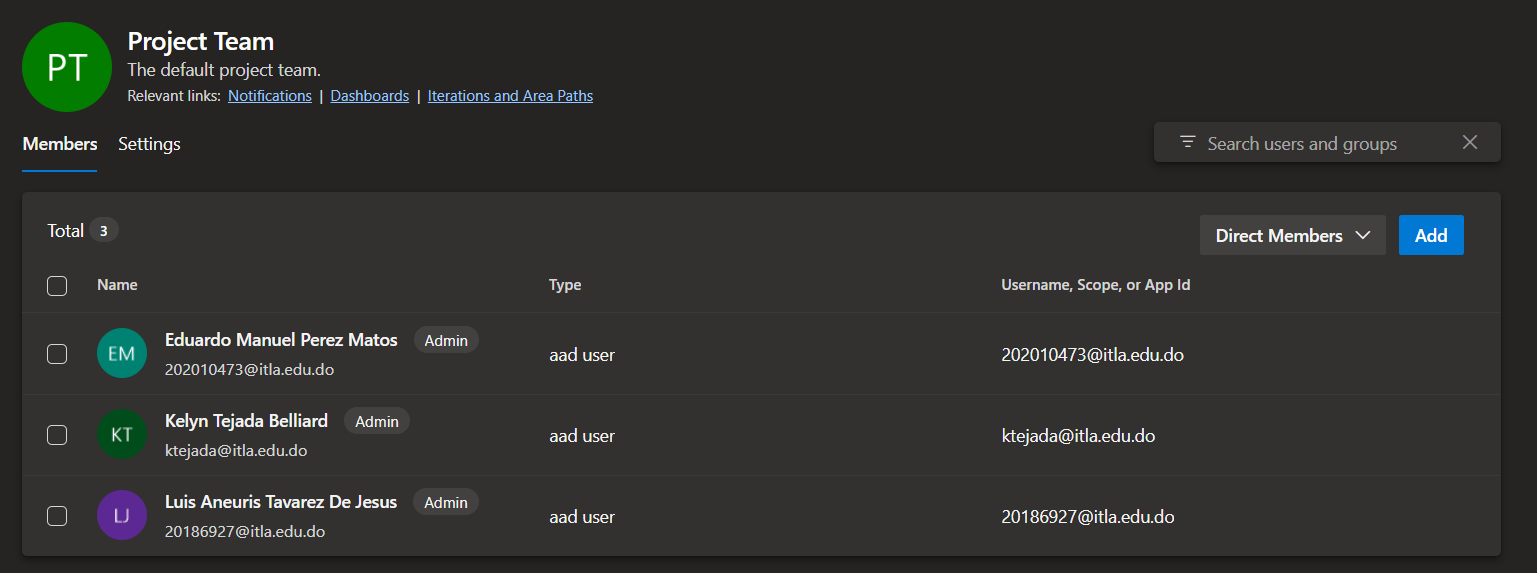 PT
Project Team
The default project team.
Relevant links: Notifications | Dashboards | Iterations and Area Paths
Members Settings
Search users and groups
Total 3
Direct Members Add
Name Type Username, Scope, or App Id
EM Eduardo Manuel Perez Matos Admin
202010473@itla.edu.do aad user 202010473@itla.edu.do
KT Kelyn Tejada Belliard Admin
ktejada@itla.edu.do aad user ktejada@itla.edu.do
LJ Luis Aneuris Tavarez De Jesus Admin
20186927@itla.edu.do aad user 20186927@itla.edu.do